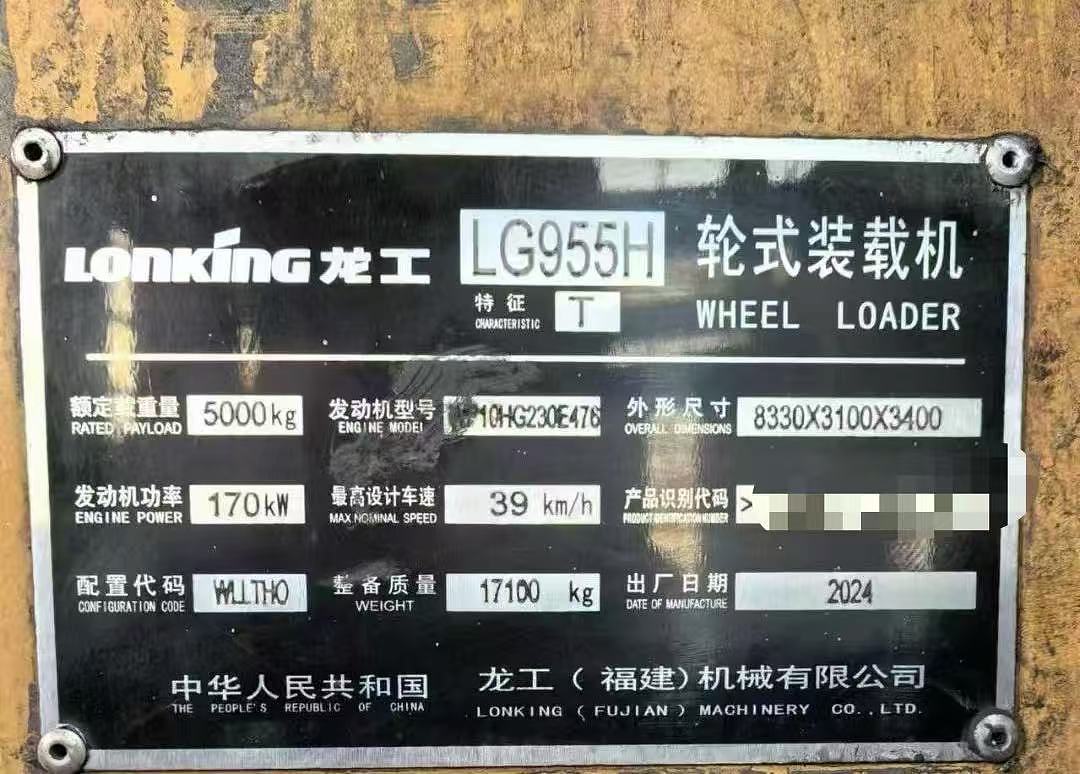 LONKING 龙工 LG955H 轮式装载机
特征 T
CHARACTERISTIC
WHEEL LOADER
额定载重量 5000kg 发动机型号 10HG230E476 外形尺寸 8330X3100X3400
RATED PAYLOAD ENGINE MODEL OVERALL DIMENSIONS
发动机功率 170kW 最高设计车速 39 km/h 产品识别代码 >
ENGINE POWER MAX NOMINAL SPEED PRODUCT IDENTIFICATION NUMBER
配置代码 整备质量 17100 kg 出厂日期 2024
CONFIGURATION CODE WEIGHT DATE OF MANUFACTURE
中华人民共和国 龙工（福建）机械有限公司
THE PEOPLE'S REPUBLIC OF CHINA LONKING (FUJIAN) MACHINERY CO.,LTD.